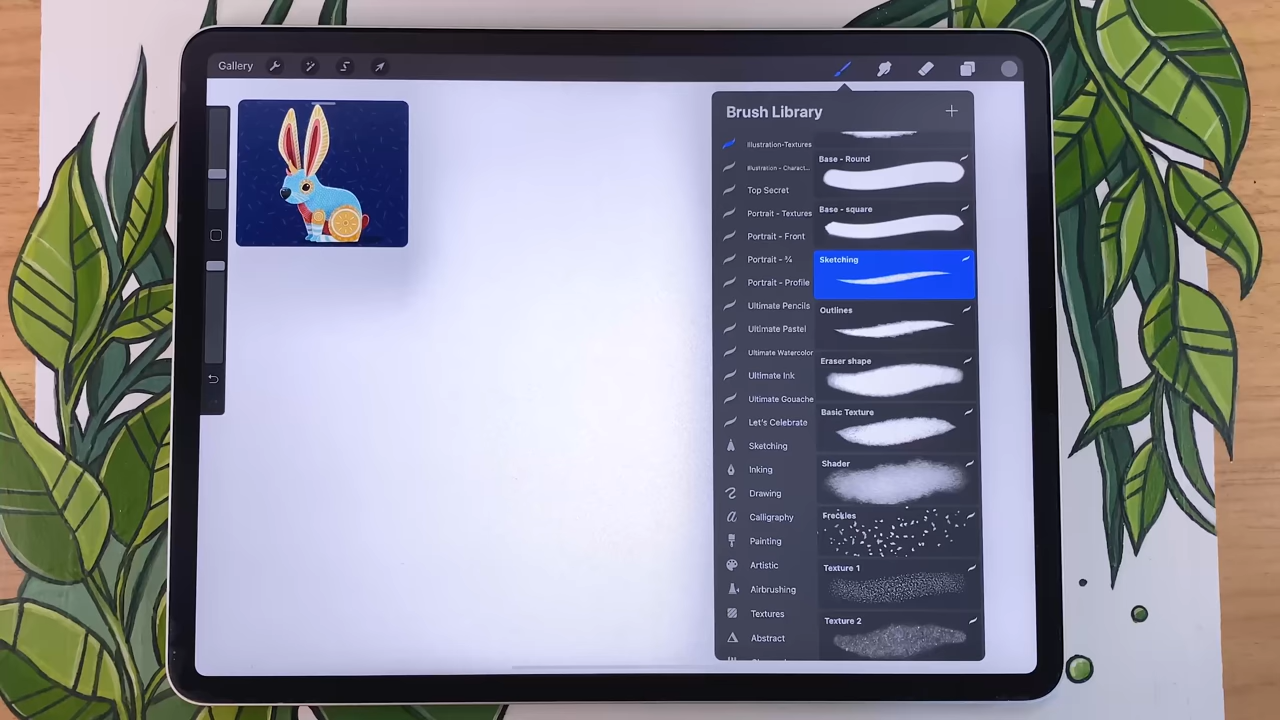 Gallery
Brush Library
Illustration-Textures
Illustration - Charact...
Top Secret
Portrait - Textures
Portrait - Front
Portrait - ¾
Portrait - Profile
Ultimate Pencils
Ultimate Pastel
Ultimate Watercolor
Ultimate Ink
Ultimate Gouache
Let's Celebrate
Sketching
Inking
Drawing
Calligraphy
Painting
Artistic
Airbrushing
Textures
Abstract
Base - Round
Base - square
Sketching
Outlines
Eraser shape
Basic Texture
Shader
Freckles
Texture 1
Texture 2